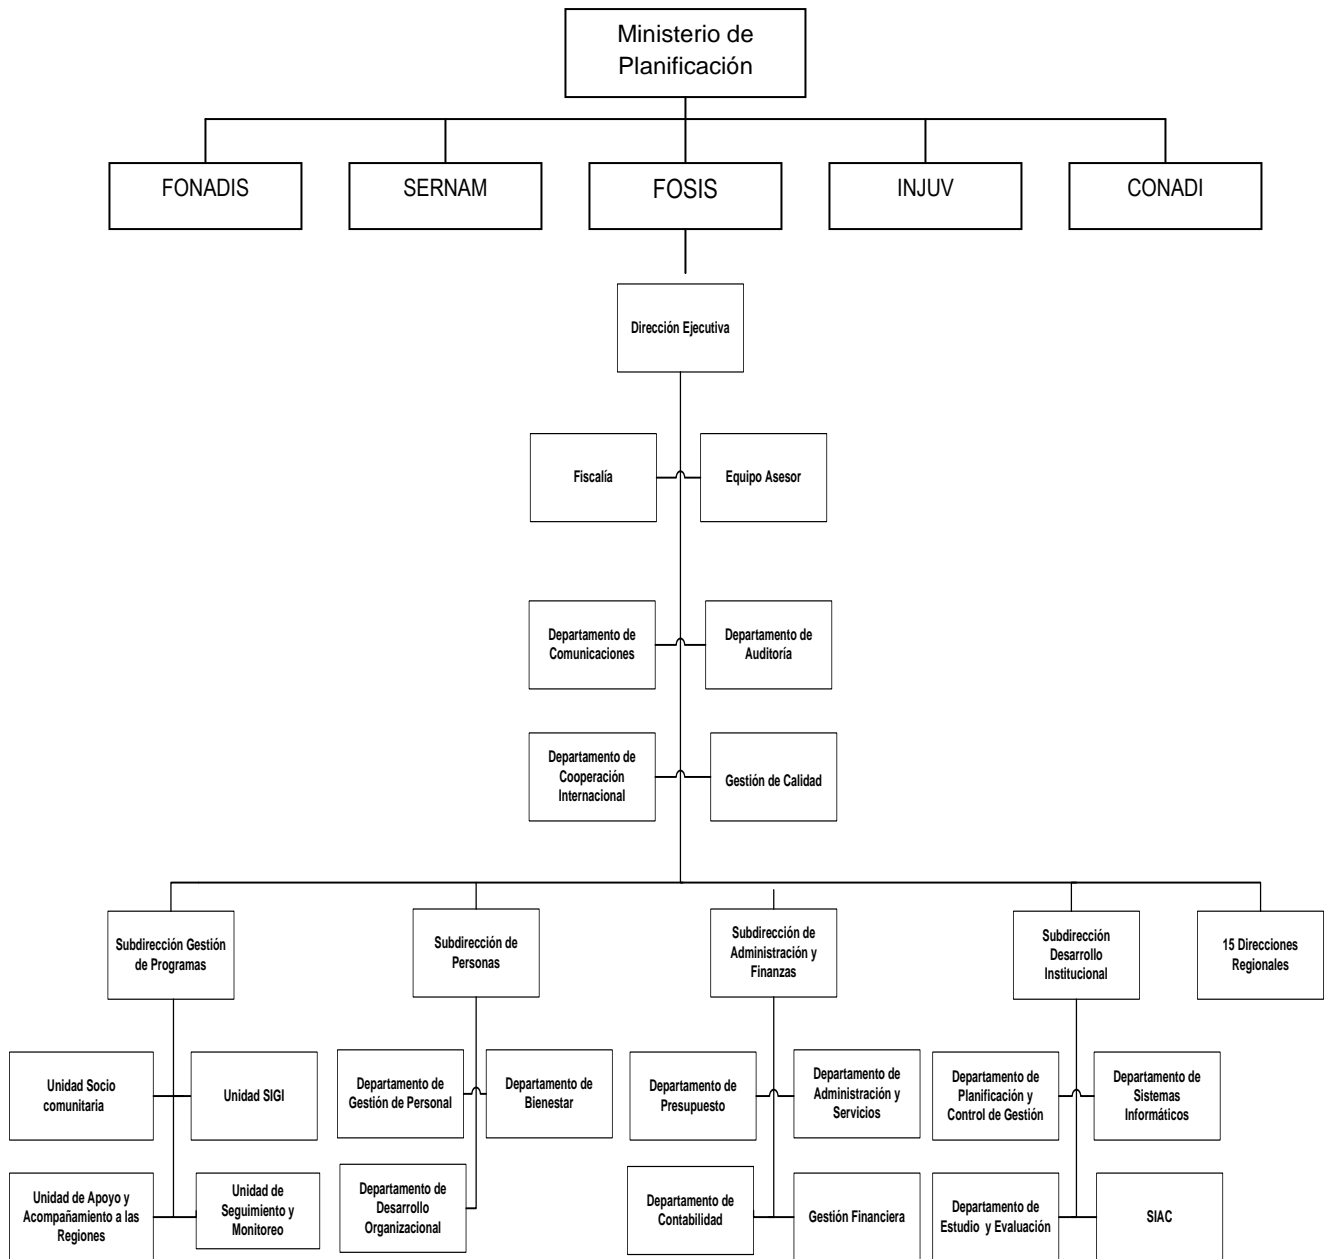 Ministerio de
Planificación
FONADIS
SERNAM
FOSIS
INJUV
CONADI
Dirección Ejecutiva
Fiscalía
Equipo Asesor
Departamento de
Comunicaciones
Departamento de
Auditoría
Departamento de
Cooperación
Internacional
Gestión de Calidad
Subdirección Gestión
de Programas
Subdirección de
Personas
Subdirección de
Administración y
Finanzas
Subdirección
Desarrollo
Institucional
15 Direcciones
Regionales
Unidad Socio
comunitaria
Unidad SIGI
Departamento de
Gestión de Personal
Departamento de
Bienestar
Departamento de
Presupuesto
Departamento de
Administración y
Servicios
Departamento de
Planificación y
Control de Gestión
Departamento de
Sistemas
Informáticos
Unidad de Apoyo y
Acompañamiento a las
Regiones
Unidad de
Seguimiento y
Monitoreo
Departamento de
Desarrollo
Organizacional
Departamento de
Contabilidad
Gestión Financiera
Departamento de
Estudio y Evaluación
SIAC